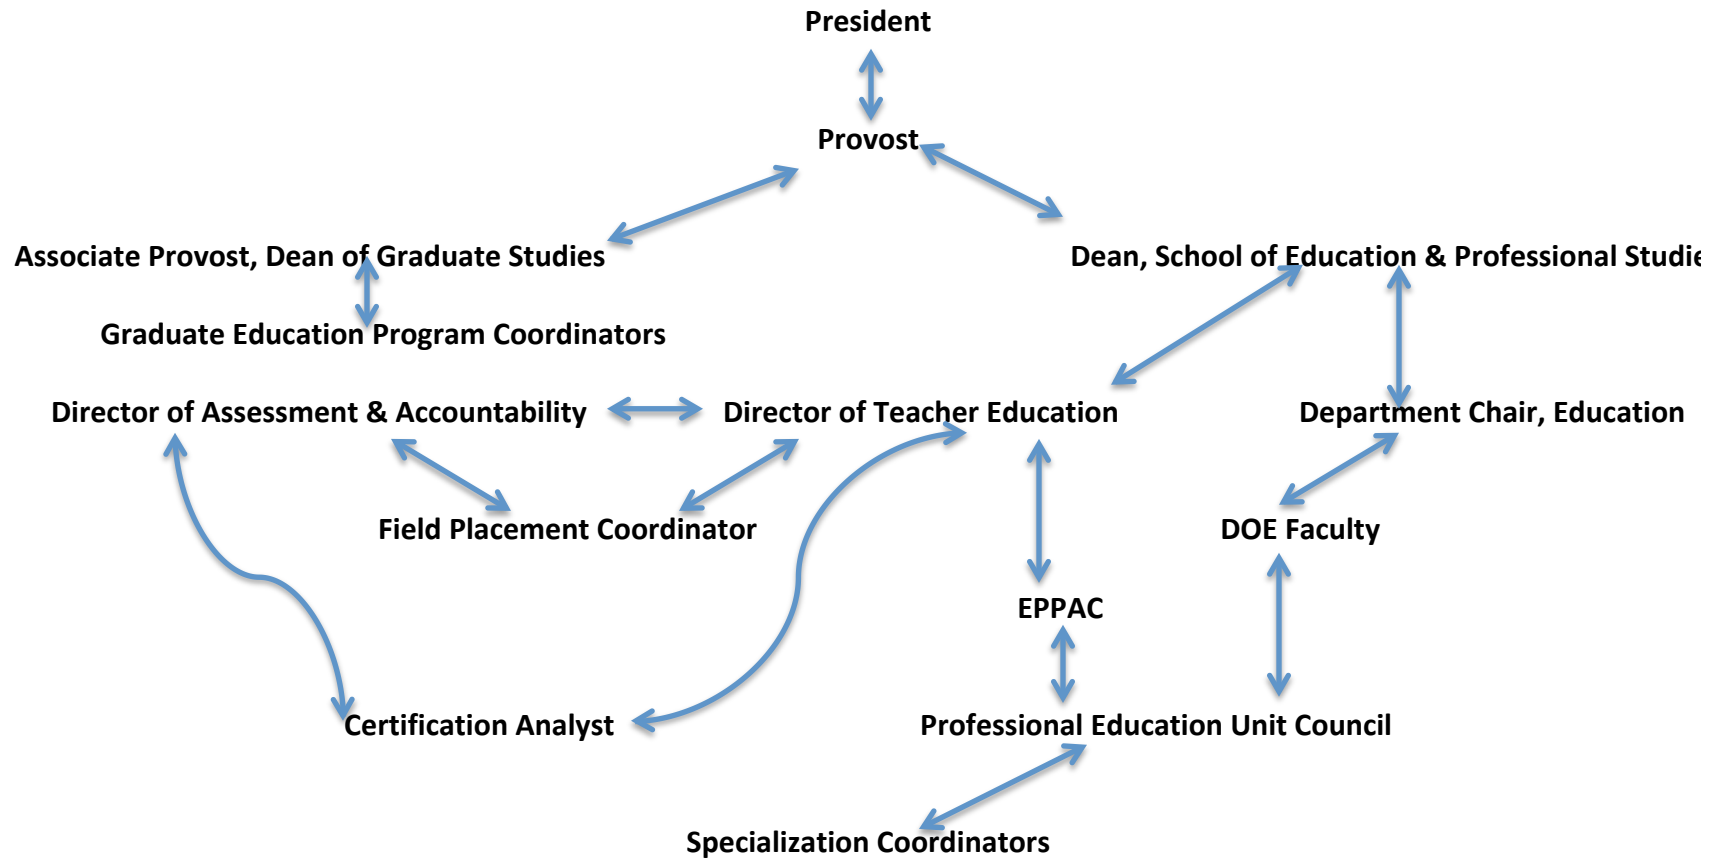 President
Provost
Associate Provost, Dean of Graduate Studies
Dean, School of Education & Professional Studie
Graduate Education Program Coordinators
Director of Assessment & Accountability
Director of Teacher Education
Department Chair, Education
Field Placement Coordinator
DOE Faculty
EPPAC
Certification Analyst
Professional Education Unit Council
Specialization Coordinators